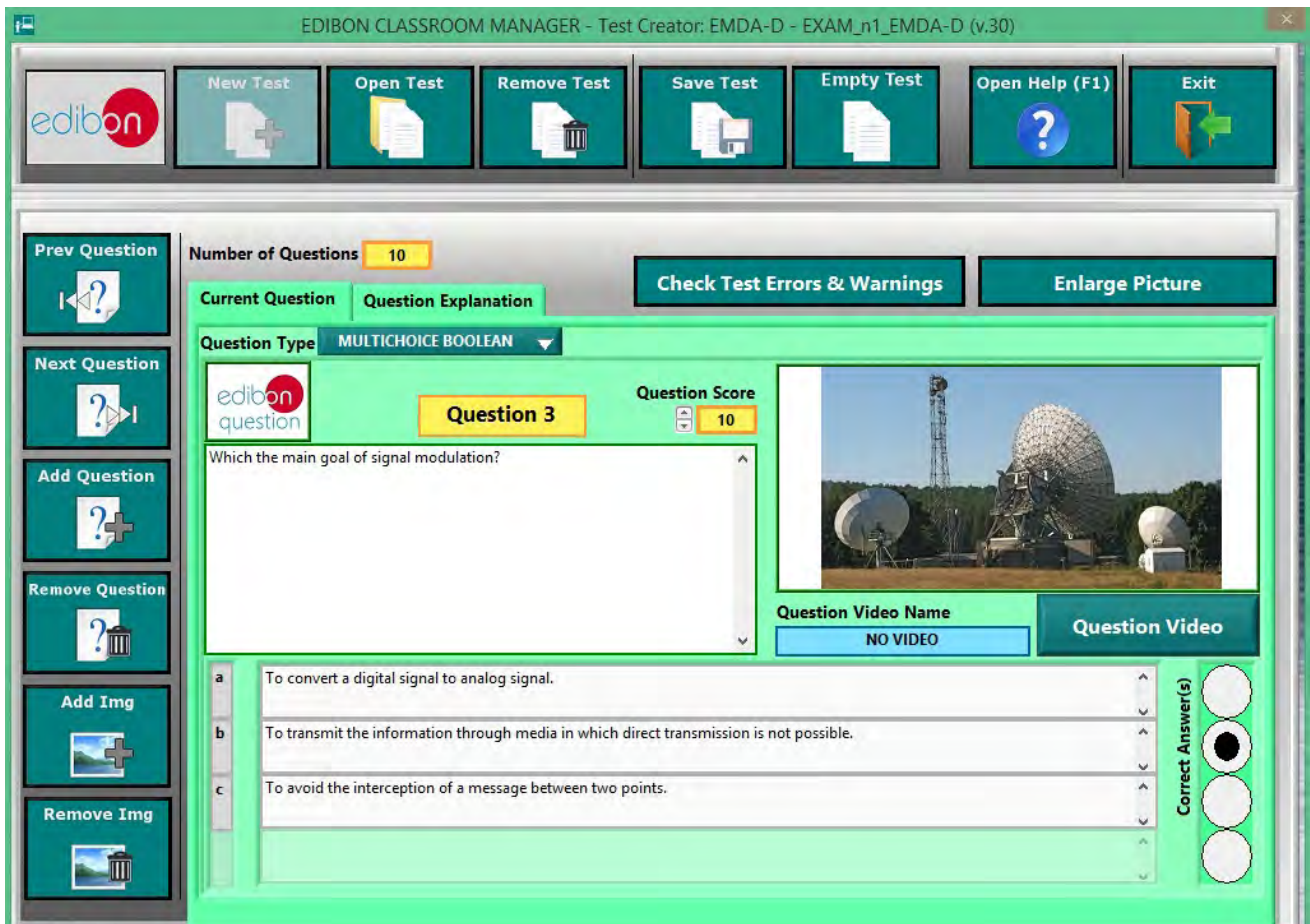 EDIBON CLASSROOM MANAGER - Test Creator: EMDA-D - EXAM_n1_EMDA-D (v.30)
edibon
New Test
Open Test
Remove Test
Save Test
Empty Test
Open Help (F1)
Exit
Prev Question
Next Question
Add Question
Remove Question
Add Img
Remove Img
Number of Questions 10
Check Test Errors & Warnings
Enlarge Picture
Current Question
Question Explanation
Question Type MULTICHOICE BOOLEAN
edibon
question
Question 3
Question Score
10
Which the main goal of signal modulation?
Question Video Name
NO VIDEO
Question Video
a To convert a digital signal to analog signal.
b To transmit the information through media in which direct transmission is not possible.
c To avoid the interception of a message between two points.
Correct Answer(s)